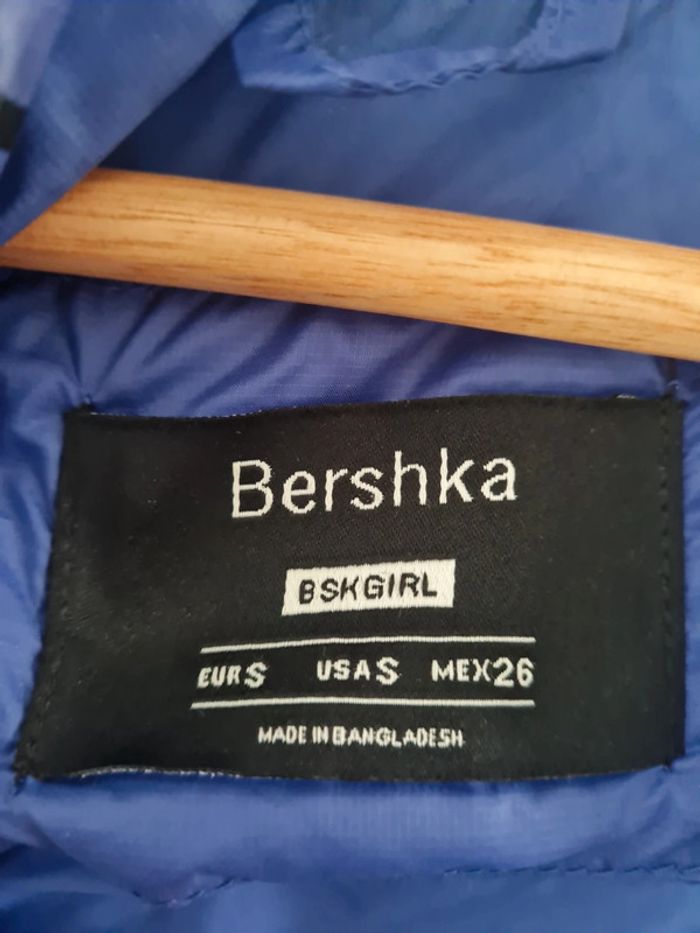 Bershka
BSKGIRL
EUR S USA S MEX 26
MADE IN BANGLADESH